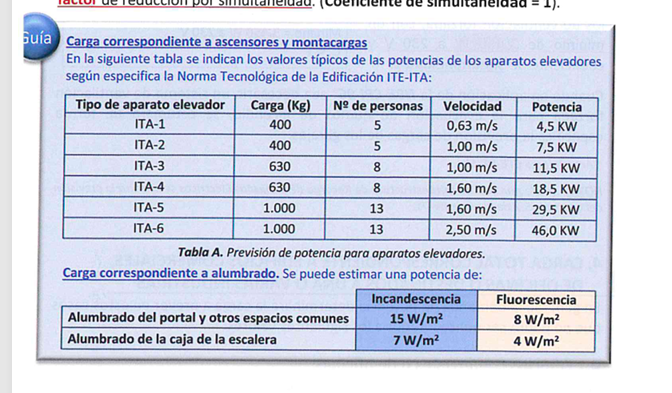 factor de reducción por simultaneidad. (Coeficiente de simultaneidad = 1).
Guía
Carga correspondiente a ascensores y montacargas
En la siguiente tabla se indican los valores típicos de las potencias de los aparatos elevadores
según especifica la Norma Tecnológica de la Edificación ITE-ITA:
Tipo de aparato elevador Carga (Kg) Nº de personas Velocidad Potencia
ITA-1 400 5 0,63 m/s 4,5 KW
ITA-2 400 5 1,00 m/s 7,5 KW
ITA-3 630 8 1,00 m/s 11,5 KW
ITA-4 630 8 1,60 m/s 18,5 KW
ITA-5 1.000 13 1,60 m/s 29,5 KW
ITA-6 1.000 13 2,50 m/s 46,0 KW
Tabla A. Previsión de potencia para aparatos elevadores.
Carga correspondiente a alumbrado. Se puede estimar una potencia de:
Incandescencia Fluorescencia
Alumbrado del portal y otros espacios comunes 15 W/m² 8 W/m²
Alumbrado de la caja de la escalera 7 W/m² 4 W/m²